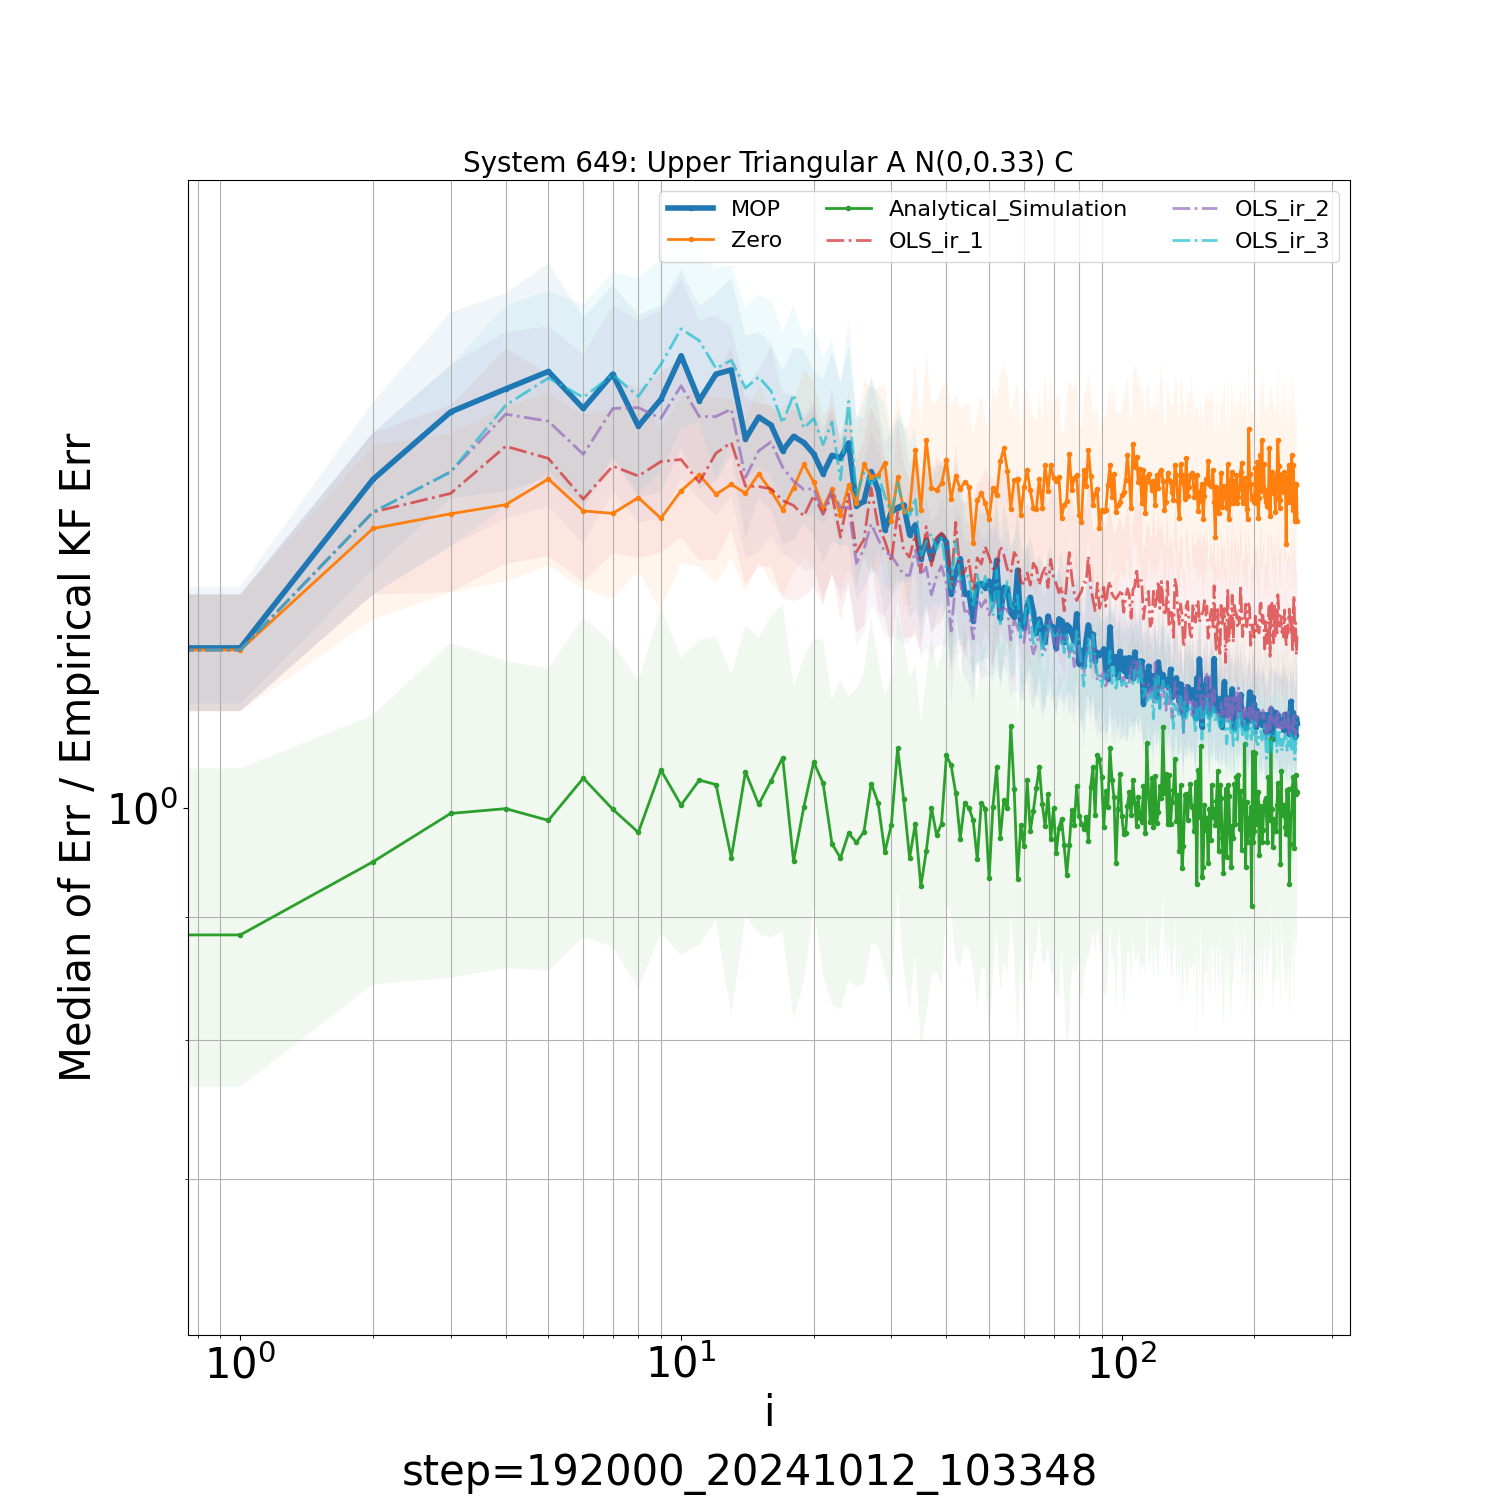 System 649: Upper Triangular A N(0,0.33) C
MOP
Zero
Analytical_Simulation
OLS_ir_1
OLS_ir_2
OLS_ir_3
Median of Err / Empirical KF Err
10⁰
10⁰ 10¹ 10²
i
step=192000_20241012_103348